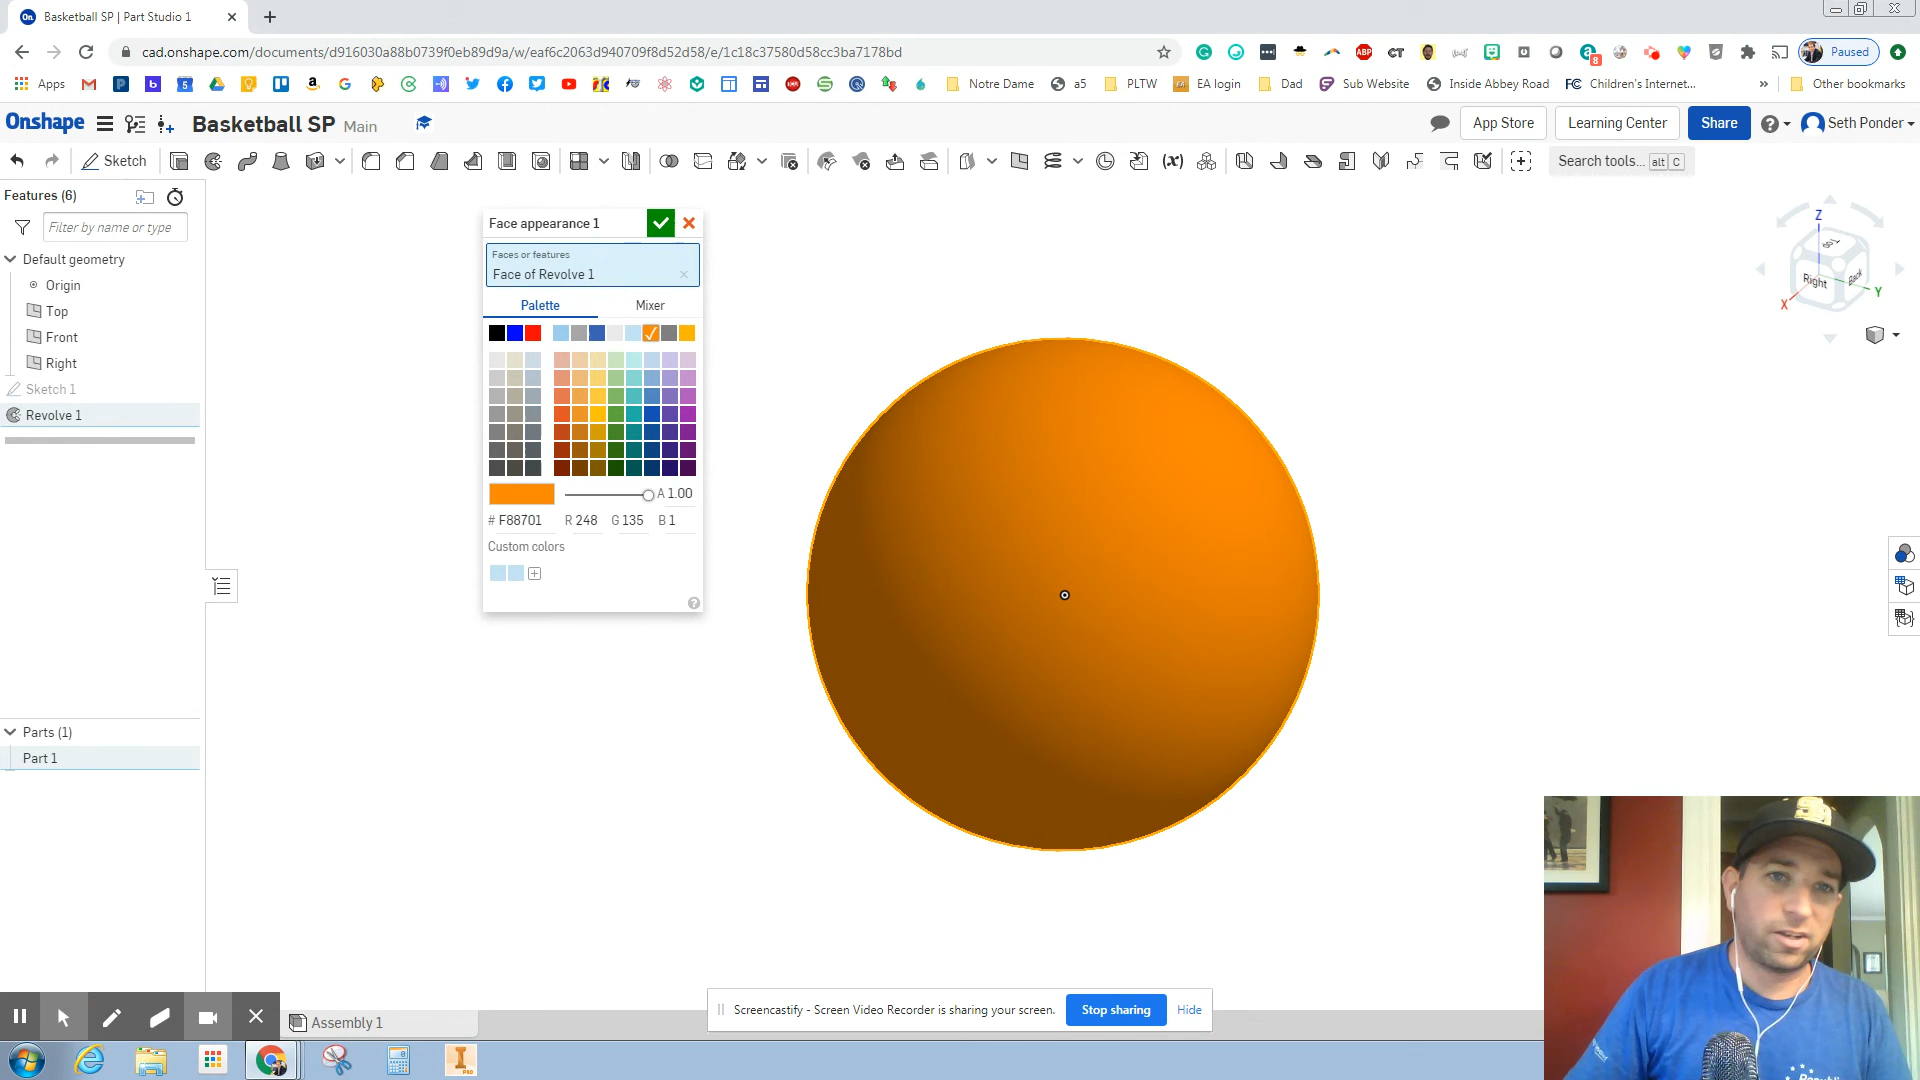 Basketball SP | Part Studio 1
cad.onshape.com/documents/d916030a88b0739f0eb89d9a/w/eaf6c2063d940709f8d52d58/e/1c18c37580d58cc3ba7178bd
Paused
Apps
Notre Dame
a5
PLTW
EA login
Dad
Sub Website
Inside Abbey Road
Children's Internet...
Other bookmarks
Onshape
Basketball SP Main
App Store
Learning Center
Share
Seth Ponder
Sketch
Search tools... alt C
Features (6)
Filter by name or type
Default geometry
Origin
Top
Front
Right
Sketch 1
Revolve 1
Face appearance 1
Faces or features
Face of Revolve 1
Palette
Mixer
A 1.00
# F88701 R 248 G 135 B 1
Custom colors
Z
Right
Back
X
Y
Parts (1)
Part 1
Assembly 1
Screencastify - Screen Video Recorder is sharing your screen.
Stop sharing
Hide